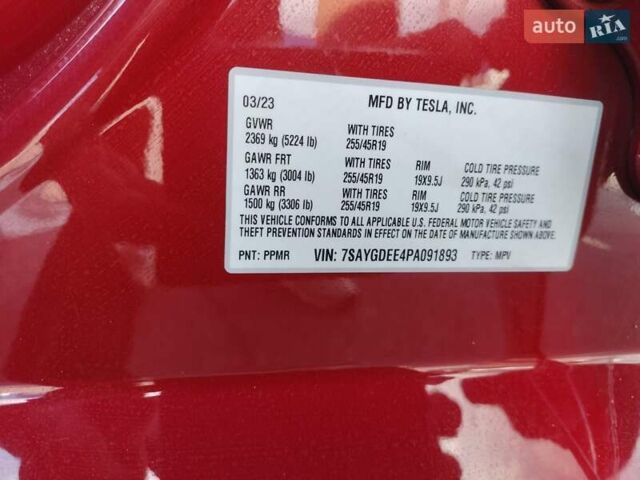 auto RIA.com
03/23 MFD BY TESLA, INC.
GVWR WITH TIRES
2369 kg (5224 lb) 255/45R19
GAWR FRT WITH TIRES RIM COLD TIRE PRESSURE
1363 kg (3004 lb) 255/45R19 19X9.5J 290 kPa, 42 psi
GAWR RR WITH TIRES RIM COLD TIRE PRESSURE
1500 kg (3306 lb) 255/45R19 19X9.5J 290 kPa, 42 psi
THIS VEHICLE CONFORMS TO ALL APPLICABLE U.S. FEDERAL MOTOR VEHICLE SAFETY AND
THEFT PREVENTION STANDARDS IN EFFECT ON THE DATE OF MANUFACTURE SHOWN ABOVE.
PNT: PPMR VIN: 7SAYGDEE4PA091893 TYPE: MPV